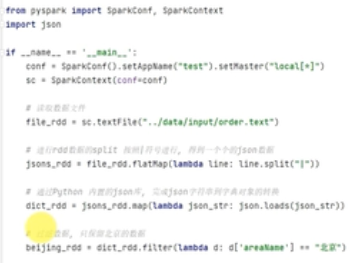 from pyspark import SparkConf, SparkContext
import json
if __name__ == '__main__':
conf = SparkConf().setAppName("test").setMaster("local[*]")
sc = SparkContext(conf=conf)
# 读取数据文件
file_rdd = sc.textFile("../data/input/order.text")
# 进行rdd数据的split 按照|符号进行, 得到一个个的json数据
jsons_rdd = file_rdd.flatMap(lambda line: line.split("|"))
# 通过Python 内置的json库, 完成json字符串到字典对象的转换
dict_rdd = jsons_rdd.map(lambda json_str: json.loads(json_str))
# 数据, 只保留北京的数据
beijing_rdd = dict_rdd.filter(lambda d: d['areaName'] == "北京")